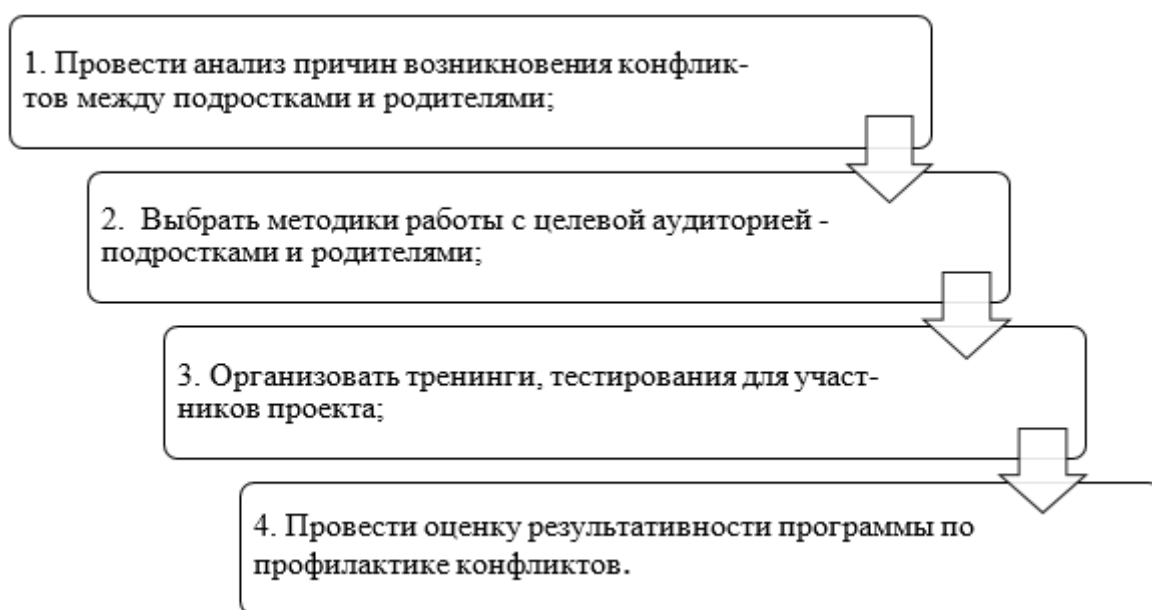 1. Провести анализ причин возникновения конфлик-
тов между подростками и родителями;
2. Выбрать методики работы с целевой аудиторией -
подростками и родителями;
3. Организовать тренинги, тестирования для участ-
ников проекта;
4. Провести оценку результативности программы по
профилактике конфликтов.